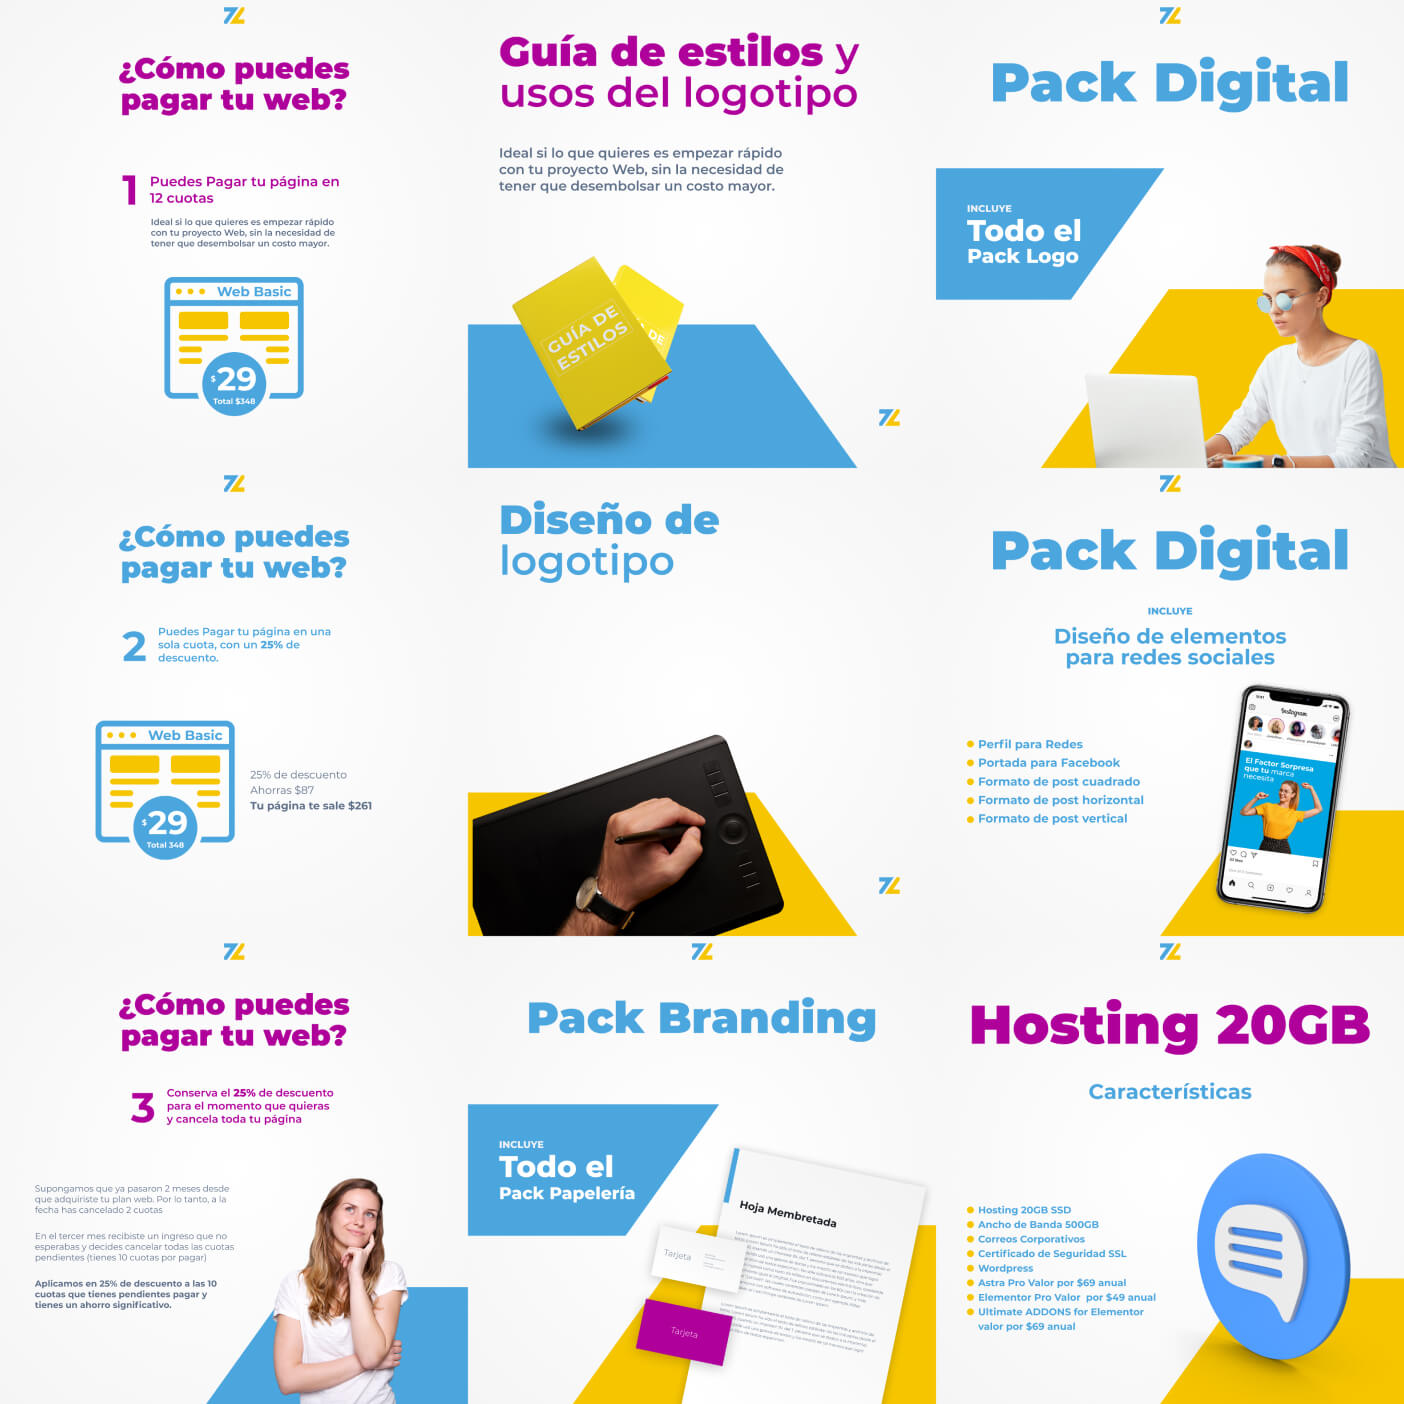 ¿Cómo puedes
pagar tu web?
1
Puedes Pagar tu página en
12 cuotas
Ideal si lo que quieres es empezar rápido
con tu proyecto Web, sin la necesidad de
tener que desembolsar un costo mayor.
Web Basic
$29
Total $348
Guía de estilos y
usos del logotipo
Ideal si lo que quieres es empezar rápido
con tu proyecto Web, sin la necesidad de
tener que desembolsar un costo mayor.
GUÍA DE
ESTILOS
Pack Digital
INCLUYE
Todo el
Pack Logo
¿Cómo puedes
pagar tu web?
2
Puedes Pagar tu página en una
sola cuota, con un 25% de
descuento.
Web Basic
$29
Total 348
25% de descuento
Ahorras $87
Tu página te sale $261
Diseño de
logotipo
Pack Digital
INCLUYE
Diseño de elementos
para redes sociales
Perfil para Redes
Portada para Facebook
Formato de post cuadrado
Formato de post horizontal
Formato de post vertical
Instagram
El Factor Sorpresa
que tu marca
necesita
¿Cómo puedes
pagar tu web?
3
Conserva el 25% de descuento
para el momento que quieras
y cancela toda tu página
Supongamos que ya pasaron 2 meses desde
que adquiriste tu plan web. Por lo tanto, a la
fecha has cancelado 2 cuotas
En el tercer mes recibiste un ingreso que no
esperabas y decides cancelar todas las cuotas
pendientes (tienes 10 cuotas por pagar)
Aplicamos en 25% de descuento a las 10
cuotas que tienes pendientes pagar y
tienes un ahorro significativo.
Pack Branding
INCLUYE
Todo el
Pack Papelería
Hoja Membretada
Tarjeta
Tarjeta
Hosting 20GB
Características
Hosting 20GB SSD
Ancho de Banda 500GB
Correos Corporativos
Certificado de Seguridad SSL
Wordpress
Astra Pro Valor por $69 anual
Elementor Pro Valor por $49 anual
Ultimate ADDONS for Elementor
valor por $69 anual